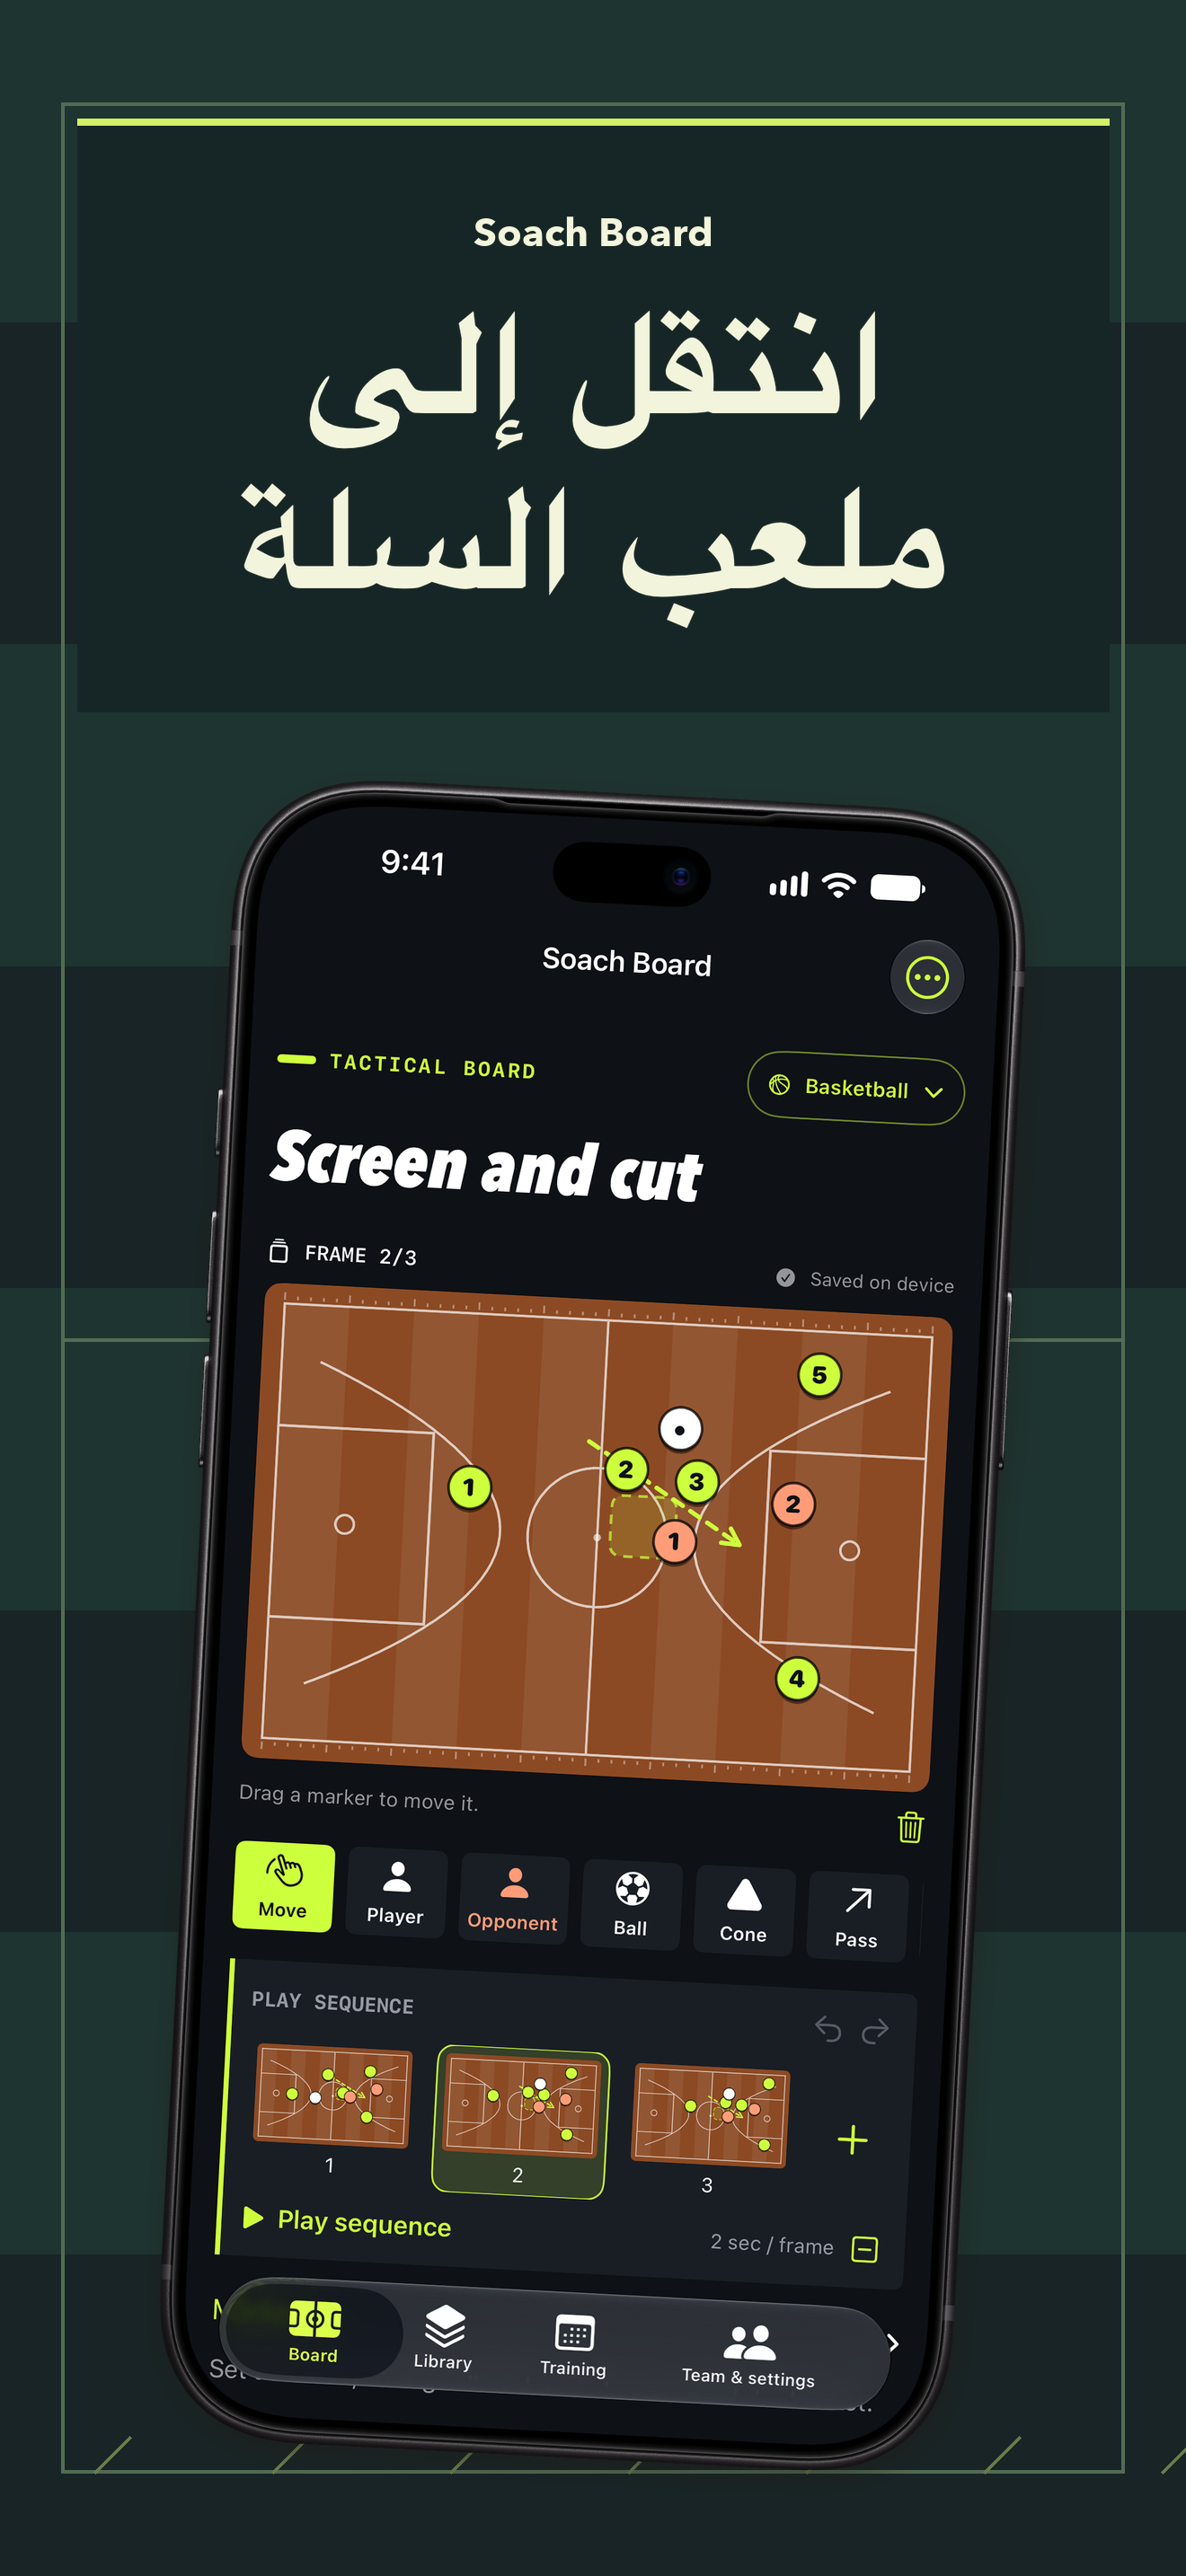 Soach Board
انتقل إلى
ملعب السلة
9:41
Soach Board
TACTICAL BOARD
Basketball
Screen and cut
FRAME 2/3
Saved on device
5
2
3
1
2
1
4
Drag a marker to move it.
Move
Player
Opponent
Ball
Cone
Pass
PLAY SEQUENCE
1
2
3
Play sequence
2 sec / frame
Board
Library
Training
Team & settings